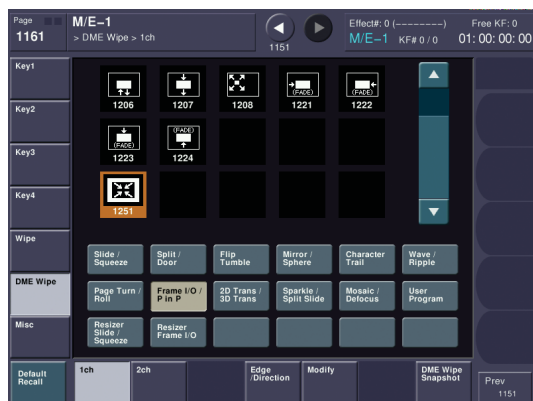 Page
1161
M/E–1
> DME Wipe > 1ch
1151
Effect#: 0 (--------)
Free KF: 0
M/E–1 KF# 0 / 0 01: 00: 00: 00
Key1
Key2
Key3
Key4
Wipe
DME Wipe
Misc
Default
Recall
1206
1207
1208
(FADE)
1221
(FADE)
1222
(FADE)
1223
(FADE)
1224
1251
Slide /
Squeeze
Split /
Door
Flip
Tumble
Mirror /
Sphere
Character
Trail
Wave /
Ripple
Page Turn /
Roll
Frame I/O /
P in P
2D Trans /
3D Trans
Sparkle /
Split Slide
Mosaic /
Defocus
User
Program
Resizer
Slide /
Squeeze
Resizer
Frame I/O
1ch
2ch
Edge
/Direction
Modify
DME Wipe
Snapshot
Prev
1151